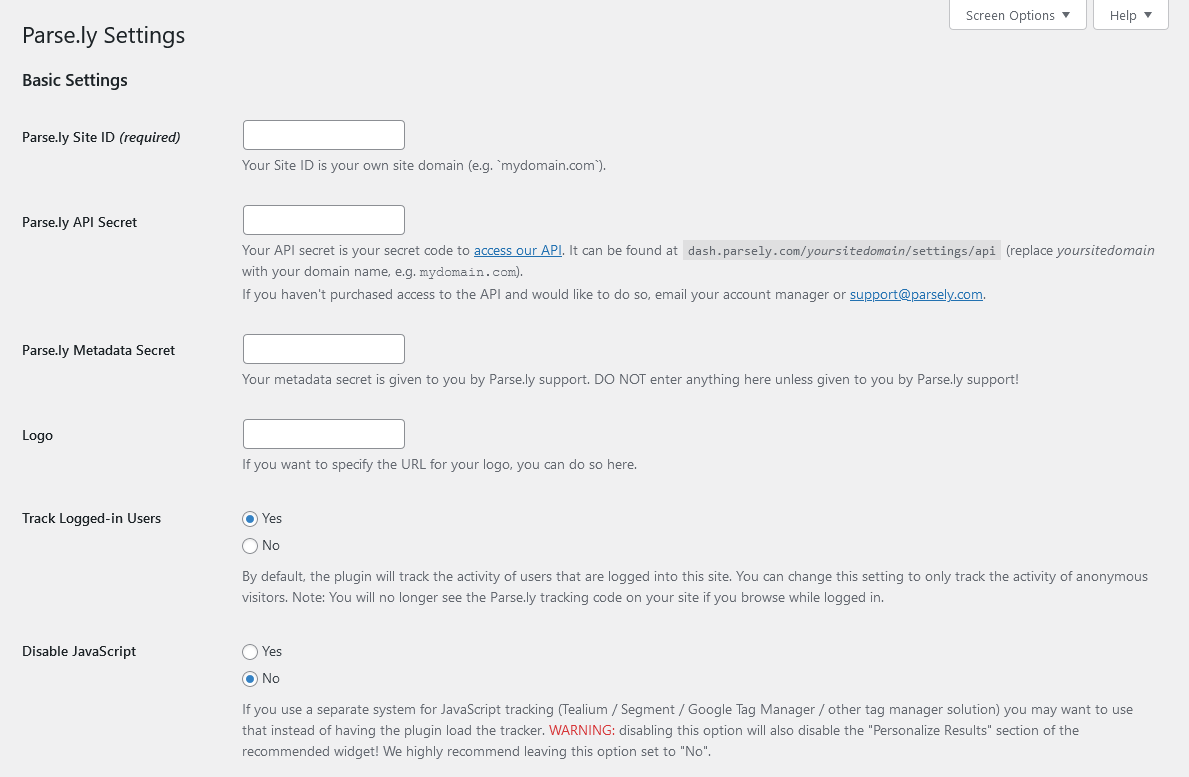 Screen Options ▼
Help ▼
Parse.ly Settings
Basic Settings
Parse.ly Site ID (required)
Your Site ID is your own site domain (e.g. `mydomain.com`).
Parse.ly API Secret
Your API secret is your secret code to access our API. It can be found at dash.parsely.com/yoursitedomain/settings/api (replace yoursitedomain
with your domain name, e.g. mydomain.com).
If you haven't purchased access to the API and would like to do so, email your account manager or support@parsely.com.
Parse.ly Metadata Secret
Your metadata secret is given to you by Parse.ly support. DO NOT enter anything here unless given to you by Parse.ly support!
Logo
If you want to specify the URL for your logo, you can do so here.
Track Logged-in Users
Yes
No
By default, the plugin will track the activity of users that are logged into this site. You can change this setting to only track the activity of anonymous
visitors. Note: You will no longer see the Parse.ly tracking code on your site if you browse while logged in.
Disable JavaScript
Yes
No
If you use a separate system for JavaScript tracking (Tealium / Segment / Google Tag Manager / other tag manager solution) you may want to use
that instead of having the plugin load the tracker. WARNING: disabling this option will also disable the "Personalize Results" section of the
recommended widget! We highly recommend leaving this option set to "No".